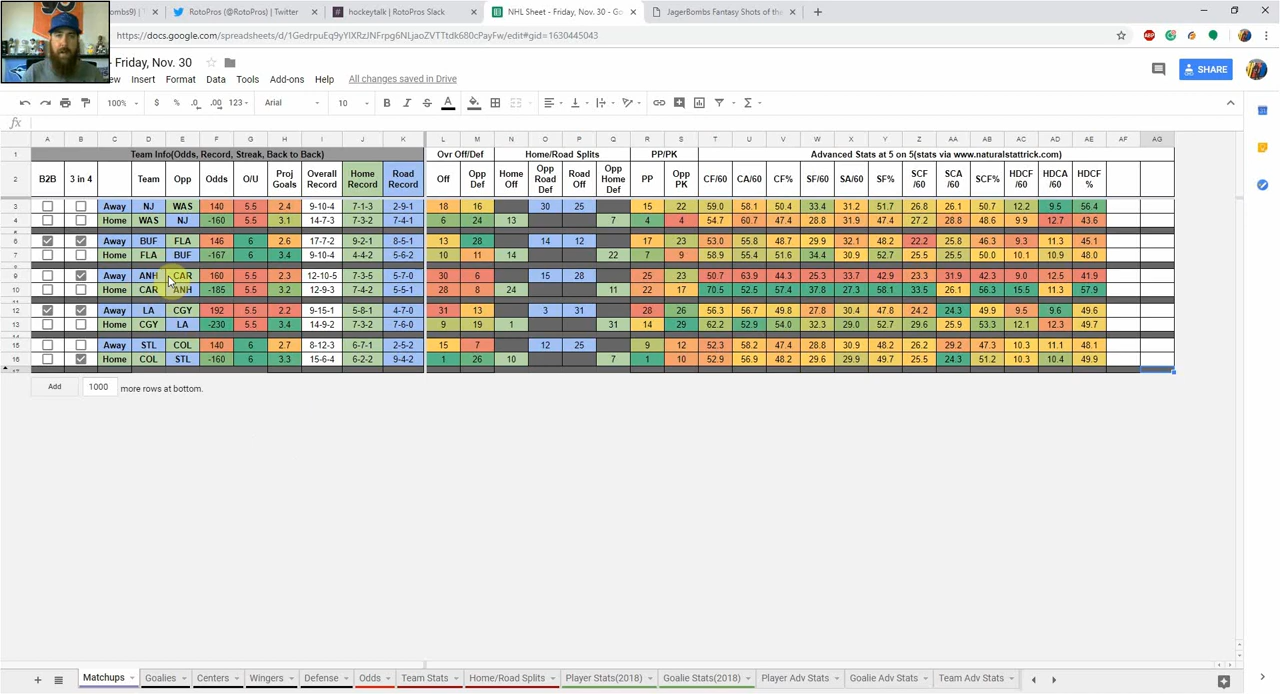 bombs9) | T
RotoPros (@RotoPros) | Twitter
hockeytalk | RotoPros Slack
NHL Sheet - Friday, Nov. 30 - Go
JagerBombs Fantasy Shots of th
https://docs.google.com/spreadsheets/d/1GedrpuEq9yYlXRzJNFrpg6NLjaoZVTTtdk680cPayFw/edit#gid=1630445043
- Friday, Nov. 30
Insert Format Data Tools Add-ons Help All changes saved in Drive
SHARE
100% $ % .0 .00 123 Arial 10 B I S A
fx
A B C D E F G H I J K L M N O P Q R S T U V W X Y Z AA AB AC AD AE AF AG
1 Team Info(Odds, Record, Streak, Back to Back) Ovr Off/Def Home/Road Splits PP/PK Advanced Stats at 5 on 5(stats via www.naturalstattrick.com)
2 B2B 3 in 4 Team Opp Odds O/U Proj Goals Overall Record Home Record Road Record Off Opp Def Home Off Opp Road Def Road Off Opp Home Def PP Opp PK CF/60 CA/60 CF% SF/60 SA/60 SF% SCF /60 SCA /60 SCF% HDCF /60 HDCA /60 HDCF %
3 Away NJ WAS 140 5.5 2.4 9-10-4 7-1-3 2-9-1 18 16 30 25 15 22 59.0 58.1 50.4 33.4 31.2 51.7 26.8 26.1 50.7 12.2 9.5 56.4
4 Home WAS NJ -160 5.5 3.1 14-7-3 7-3-2 7-4-1 6 24 13 7 4 4 54.7 60.7 47.4 28.8 31.9 47.4 27.2 28.8 48.6 9.9 12.7 43.6
6 Away BUF FLA 146 6 2.6 17-7-2 9-2-1 8-5-1 13 28 14 12 17 23 53.0 55.8 48.7 29.9 32.1 48.2 22.2 25.8 46.3 9.3 11.3 45.1
7 Home FLA BUF -167 6 3.4 9-10-4 4-4-2 5-6-2 10 11 14 22 7 9 58.9 55.4 51.6 34.4 30.9 52.7 25.5 25.5 50.0 10.1 10.9 48.0
9 Away ANH CAR 160 5.5 2.3 12-10-5 7-3-5 5-7-0 30 6 15 28 25 23 50.7 63.9 44.3 25.3 33.7 42.9 23.3 31.9 42.3 9.0 12.5 41.9
10 Home CAR ANH -185 5.5 3.2 12-9-3 7-4-2 5-5-1 28 8 24 11 22 17 70.5 52.5 57.4 37.8 27.3 58.1 33.5 26.1 56.3 15.5 11.3 57.9
12 Away LA CGY 192 5.5 2.2 9-15-1 5-8-1 4-7-0 31 13 3 31 28 26 56.3 56.7 49.8 27.8 30.4 47.8 24.2 24.3 49.9 9.5 9.6 49.6
13 Home CGY LA -230 5.5 3.4 14-9-2 7-3-2 7-6-0 9 19 1 31 14 29 62.2 52.9 54.0 32.3 29.0 52.7 29.6 25.9 53.3 12.1 12.3 49.7
15 Away STL COL 140 6 2.7 8-12-3 6-7-1 2-5-2 15 7 12 25 9 12 52.3 58.2 47.4 28.8 30.9 48.2 25.2 29.2 46.4 10.3 11.1 48.1
16 Home COL STL -160 6 3.3 15-6-4 6-2-2 9-4-2 1 26 10 7 1 10 52.9 56.9 48.2 29.6 29.9 49.7 25.5 24.3 51.2 10.3 10.4 49.9
Add 1000 more rows at bottom.
Matchups Goalies Centers Wingers Defense Odds Team Stats Home/Road Splits Player Stats(2018) Goalie Stats(2018) Player Adv Stats Goalie Adv Stats Team Adv Stats